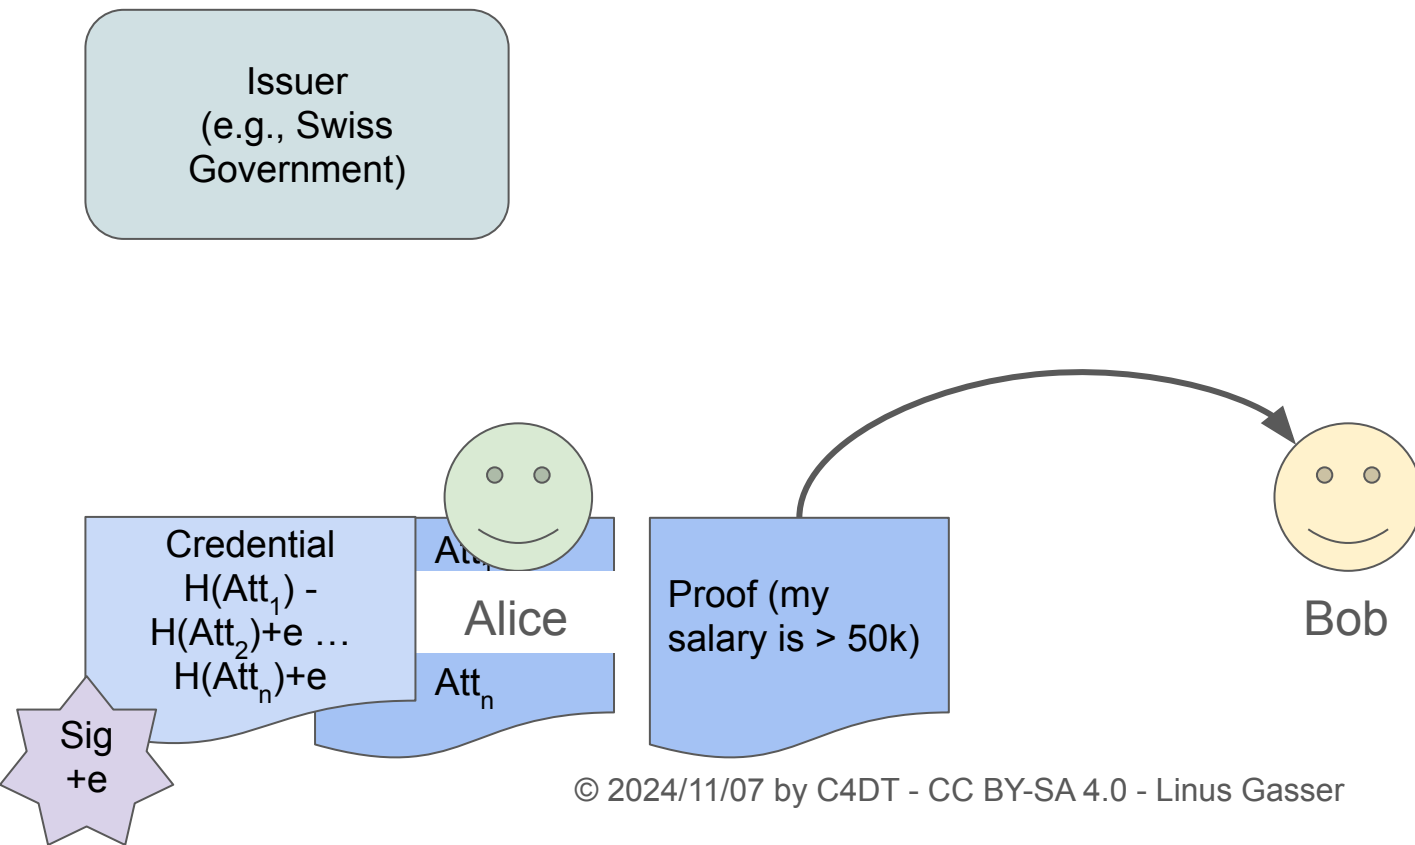 Issuer
(e.g., Swiss
Government)
Credential
H(Att₁) -
H(Att₂)+e …
H(Attₙ)+e
Sig
+e
Alice
Attₙ
Proof (my
salary is > 50k)
Bob
© 2024/11/07 by C4DT - CC BY-SA 4.0 - Linus Gasser